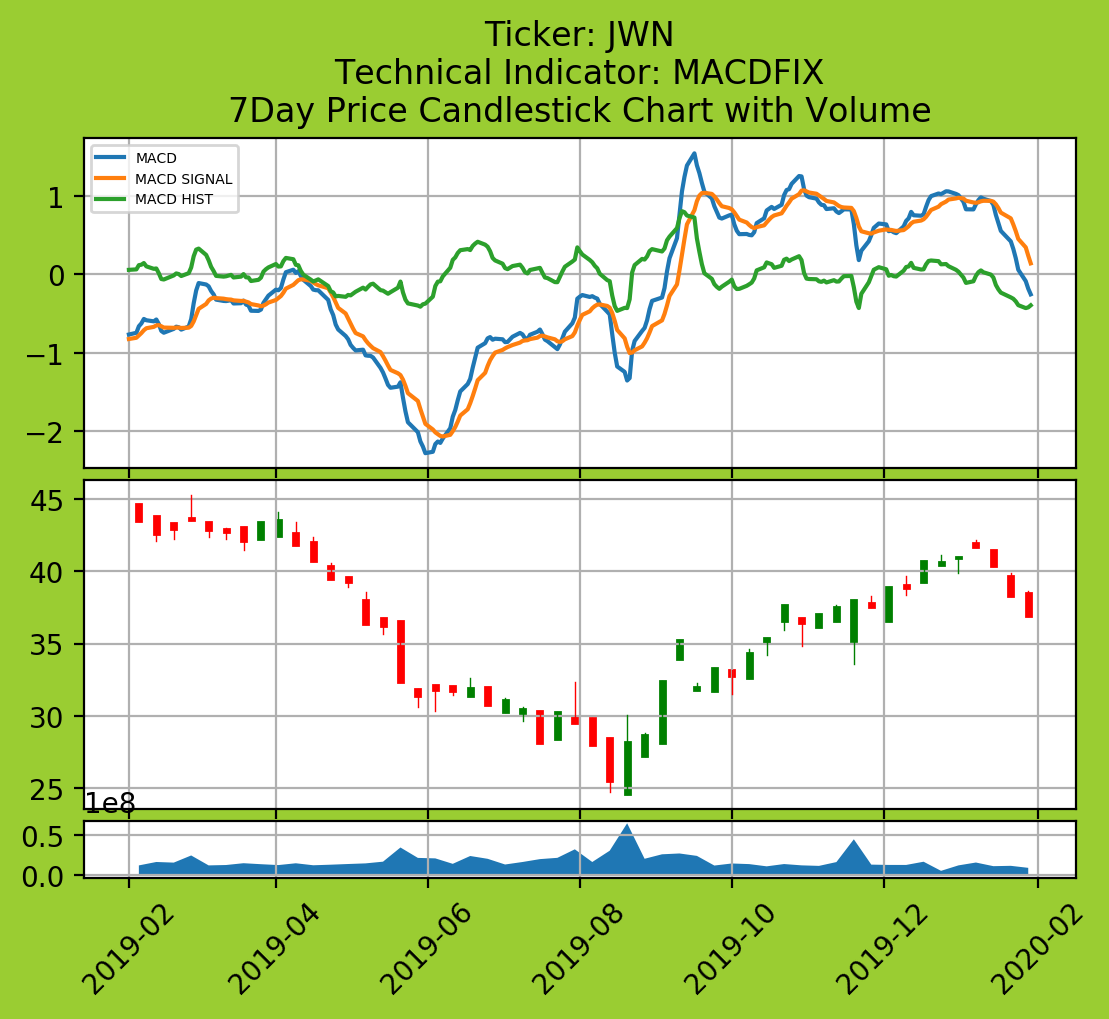 Ticker: JWN
Technical Indicator: MACDFIX
7Day Price Candlestick Chart with Volume
MACD
MACD SIGNAL
MACD HIST
1
0
−1
−2
45
40
35
30
25
1e8
0.5
0.0
2019-02
2019-04
2019-06
2019-08
2019-10
2019-12
2020-02